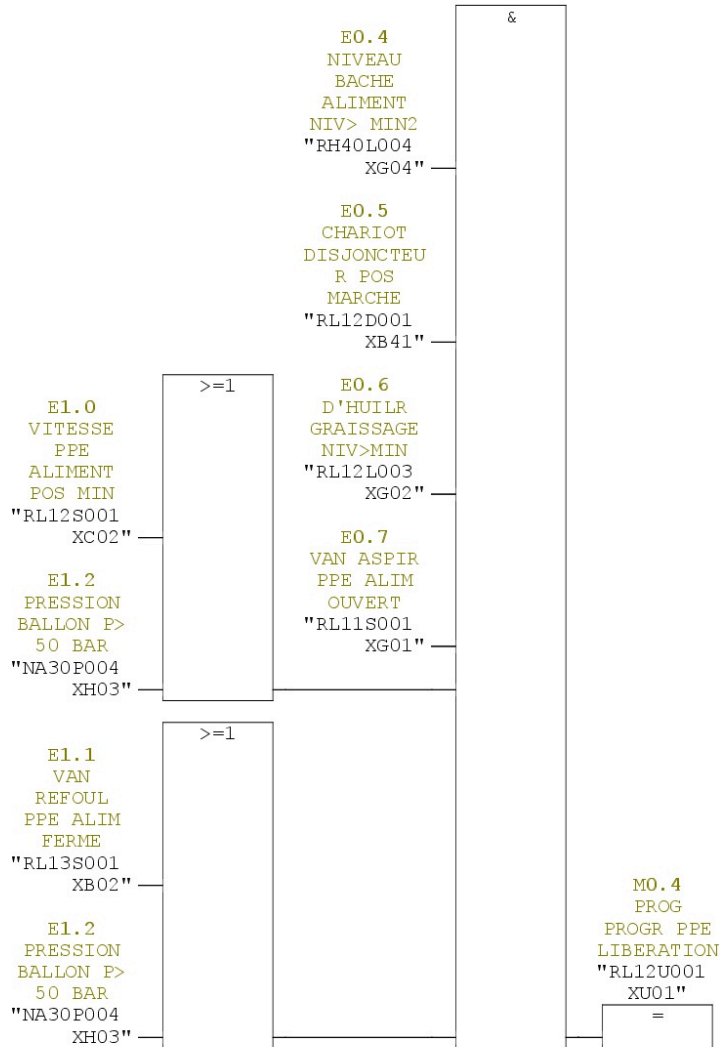 &
E0.4
NIVEAU
BACHE
ALIMENT
NIV> MIN2
"RH40L004
XG04"
E0.5
CHARIOT
DISJONCTEU
R POS
MARCHE
"RL12D001
XB41"
>=1
E1.0
VITESSE
PPE
ALIMENT
POS MIN
"RL12S001
XC02"
E0.6
D'HUILR
GRAISSAGE
NIV>MIN
"RL12L003
XG02"
E1.2
PRESSION
BALLON P>
50 BAR
"NA30P004
XH03"
E0.7
VAN ASPIR
PPE ALIM
OUVERT
"RL11S001
XG01"
>=1
E1.1
VAN
REFOUL
PPE ALIM
FERME
"RL13S001
XB02"
E1.2
PRESSION
BALLON P>
50 BAR
"NA30P004
XH03"
M0.4
PROG
PROGR PPE
LIBERATION
"RL12U001
XU01"
=